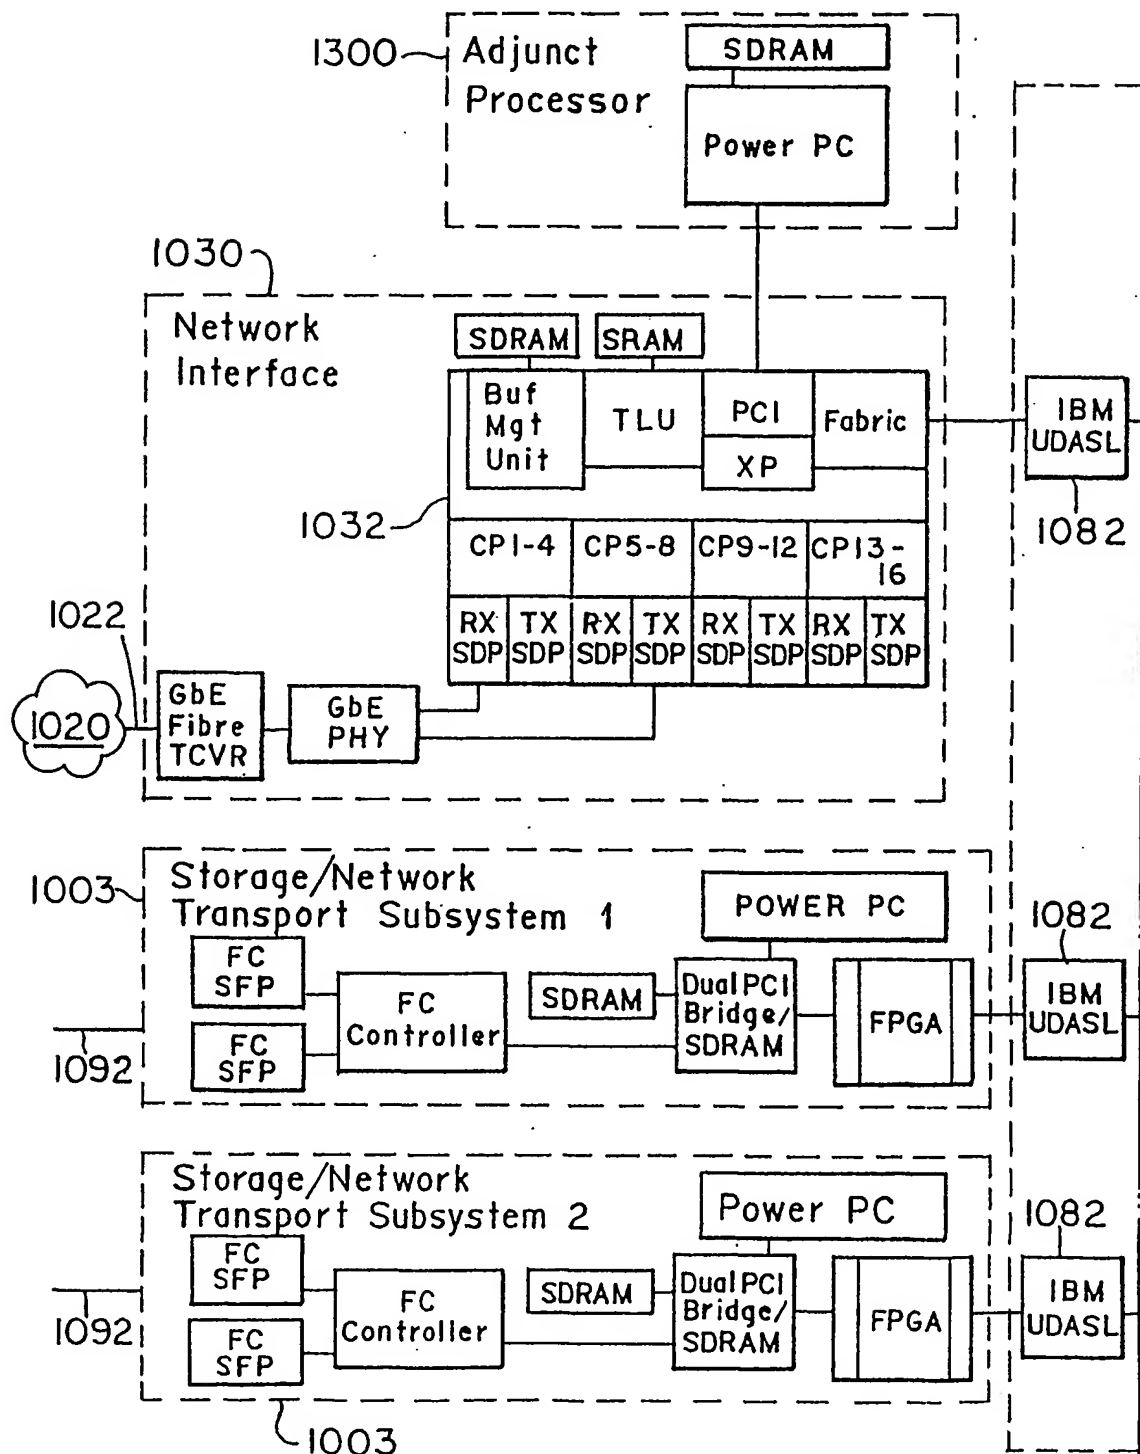 1300
Adjunct
Processor
SDRAM
Power PC
1030
Network
Interface
SDRAM
SRAM
Buf
Mgt
Unit
TLU
PCI
XP
Fabric
IBM
UDASL
1082
1032
CP1-4
CP5-8
CP9-12
CP13-
16
RX
SDP
TX
SDP
RX
SDP
TX
SDP
RX
SDP
TX
SDP
RX
SDP
TX
SDP
1022
1020
GbE
Fibre
TCVR
GbE
PHY
1003
Storage/Network
Transport Subsystem 1
POWER PC
1082
FC
SFP
FC
SFP
FC
Controller
SDRAM
Dual PCI
Bridge/
SDRAM
FPGA
IBM
UDASL
1092
Storage/Network
Transport Subsystem 2
Power PC
1082
FC
SFP
FC
SFP
FC
Controller
SDRAM
Dual PCI
Bridge/
SDRAM
FPGA
IBM
UDASL
1092
1003